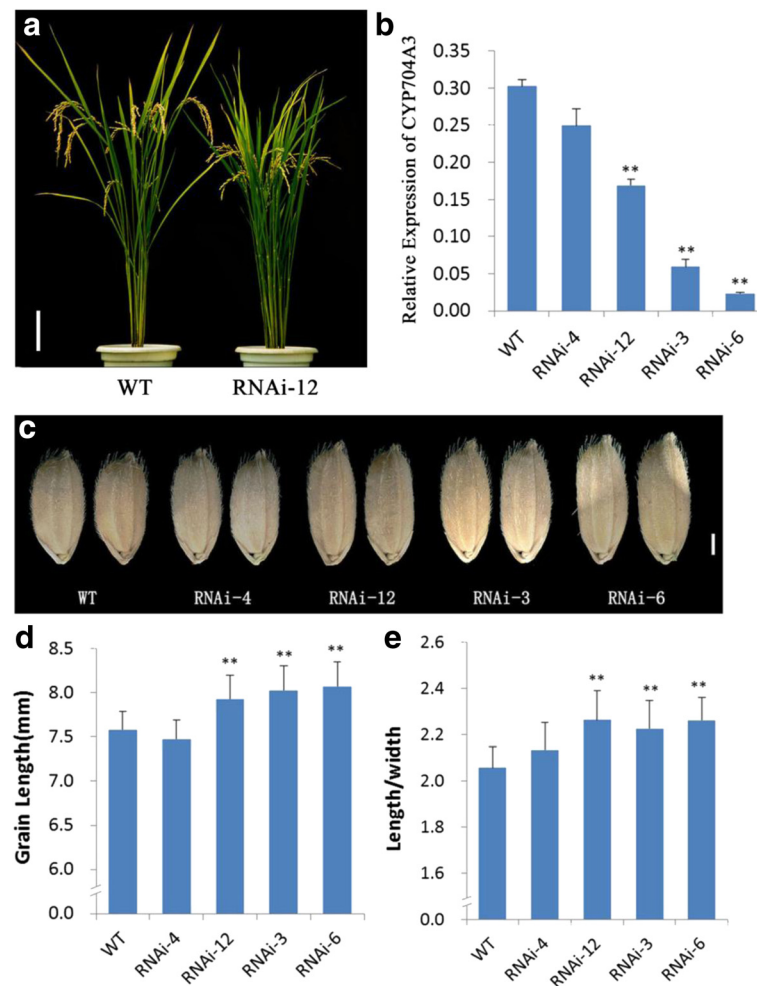 a
WT RNAi-12
b
Relative Expression of CYP704A3
0.35
0.30
0.25
0.20
0.15
0.10
0.05
0.00
**
**
**
WT RNAi-4 RNAi-12 RNAi-3 RNAi-6
c
WT RNAi-4 RNAi-12 RNAi-3 RNAi-6
d
Grain Length(mm)
8.5
8.0
7.5
7.0
6.5
6.0
0.0
** ** **
WT RNAi-4 RNAi-12 RNAi-3 RNAi-6
e
Length/width
2.6
2.4
2.2
2.0
1.8
1.6
0.0
** ** **
WT RNAi-4 RNAi-12 RNAi-3 RNAi-6